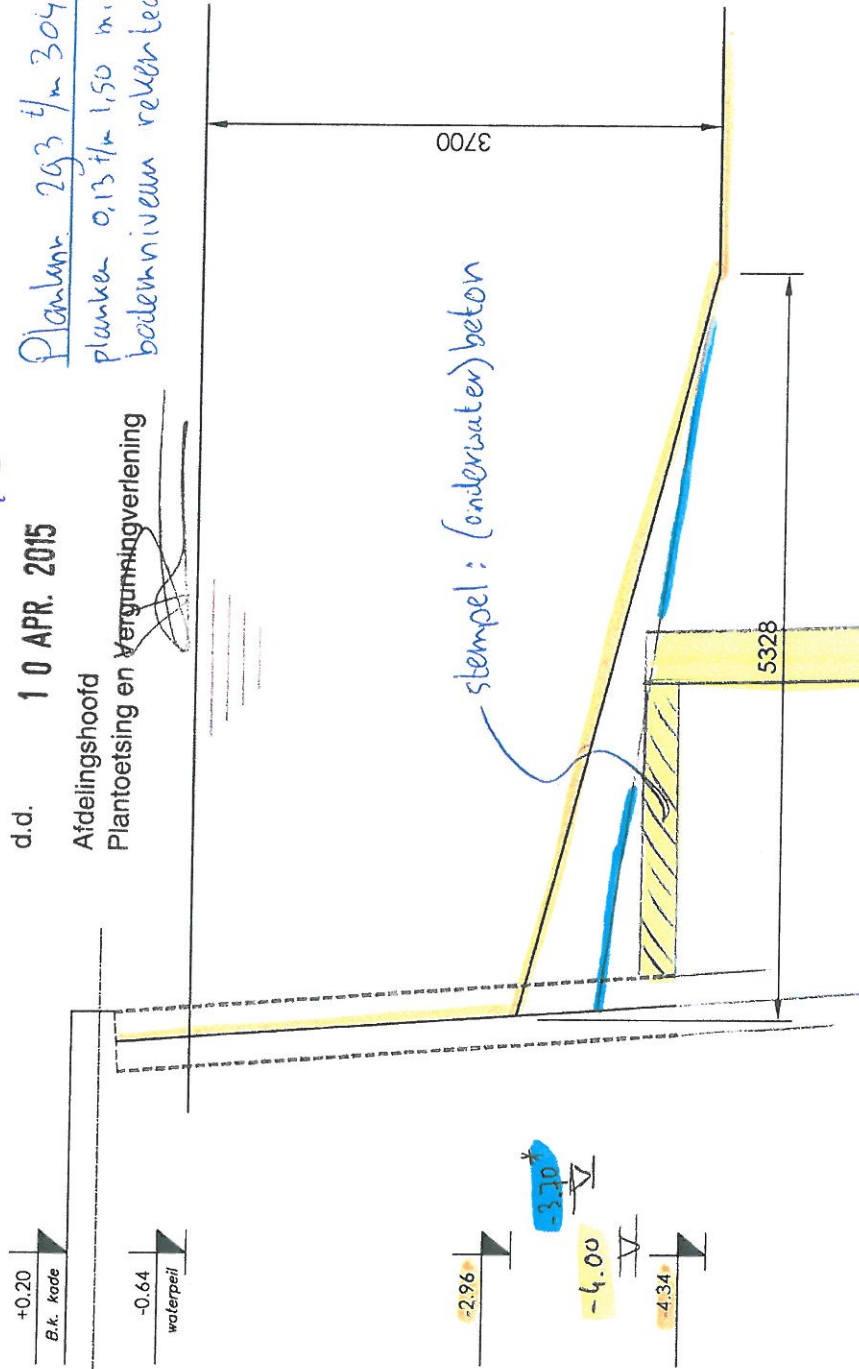 d.d. 10 APR. 2015
Afdelingshoofd
Plantoetsing en Vergunningverlening
293 t/m 304
planken 0,13 t/m 1,50
bodemniveau
+0.20
B.k. kade
-0.64
waterpeil
3700
stempel: (onderwater)beton
5328
-2.96
-3.70*
-4.00
-4.34